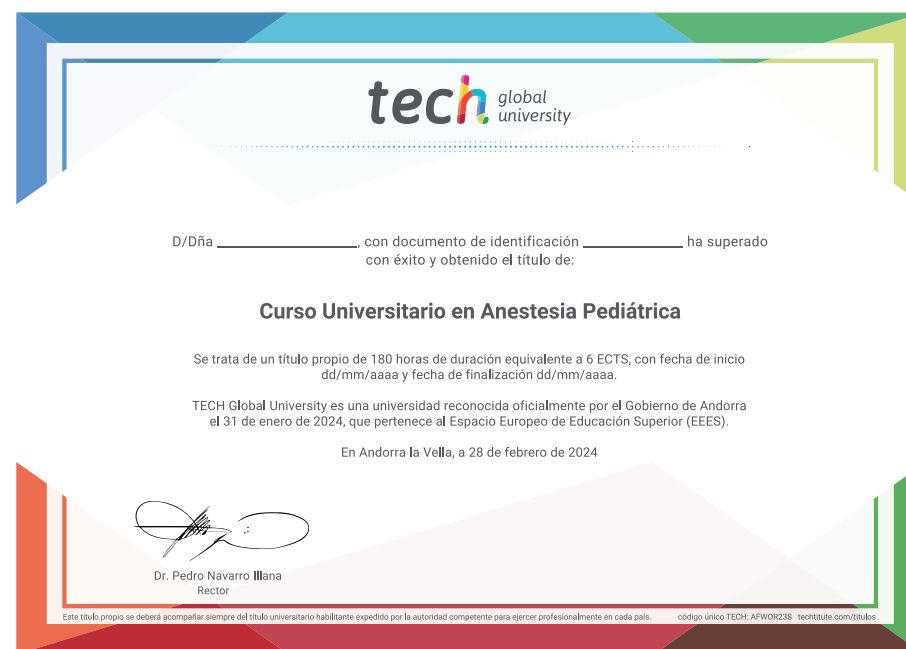 tech global
university
D/Dña ______________, con documento de identificación __________ ha superado
con éxito y obtenido el título de:
Curso Universitario en Anestesia Pediátrica
Se trata de un título propio de 180 horas de duración equivalente a 6 ECTS, con fecha de inicio
dd/mm/aaaa y fecha de finalización dd/mm/aaaa.
TECH Global University es una universidad reconocida oficialmente por el Gobierno de Andorra
el 31 de enero de 2024, que pertenece al Espacio Europeo de Educación Superior (EEES).
En Andorra la Vella, a 28 de febrero de 2024
Dr. Pedro Navarro Illana
Rector
Este título propio se deberá acompañar siempre del título universitario habilitante expedido por la autoridad competente para ejercer profesionalmente en cada país. código único TECH: AFWOR23S techtitute.com/titulos